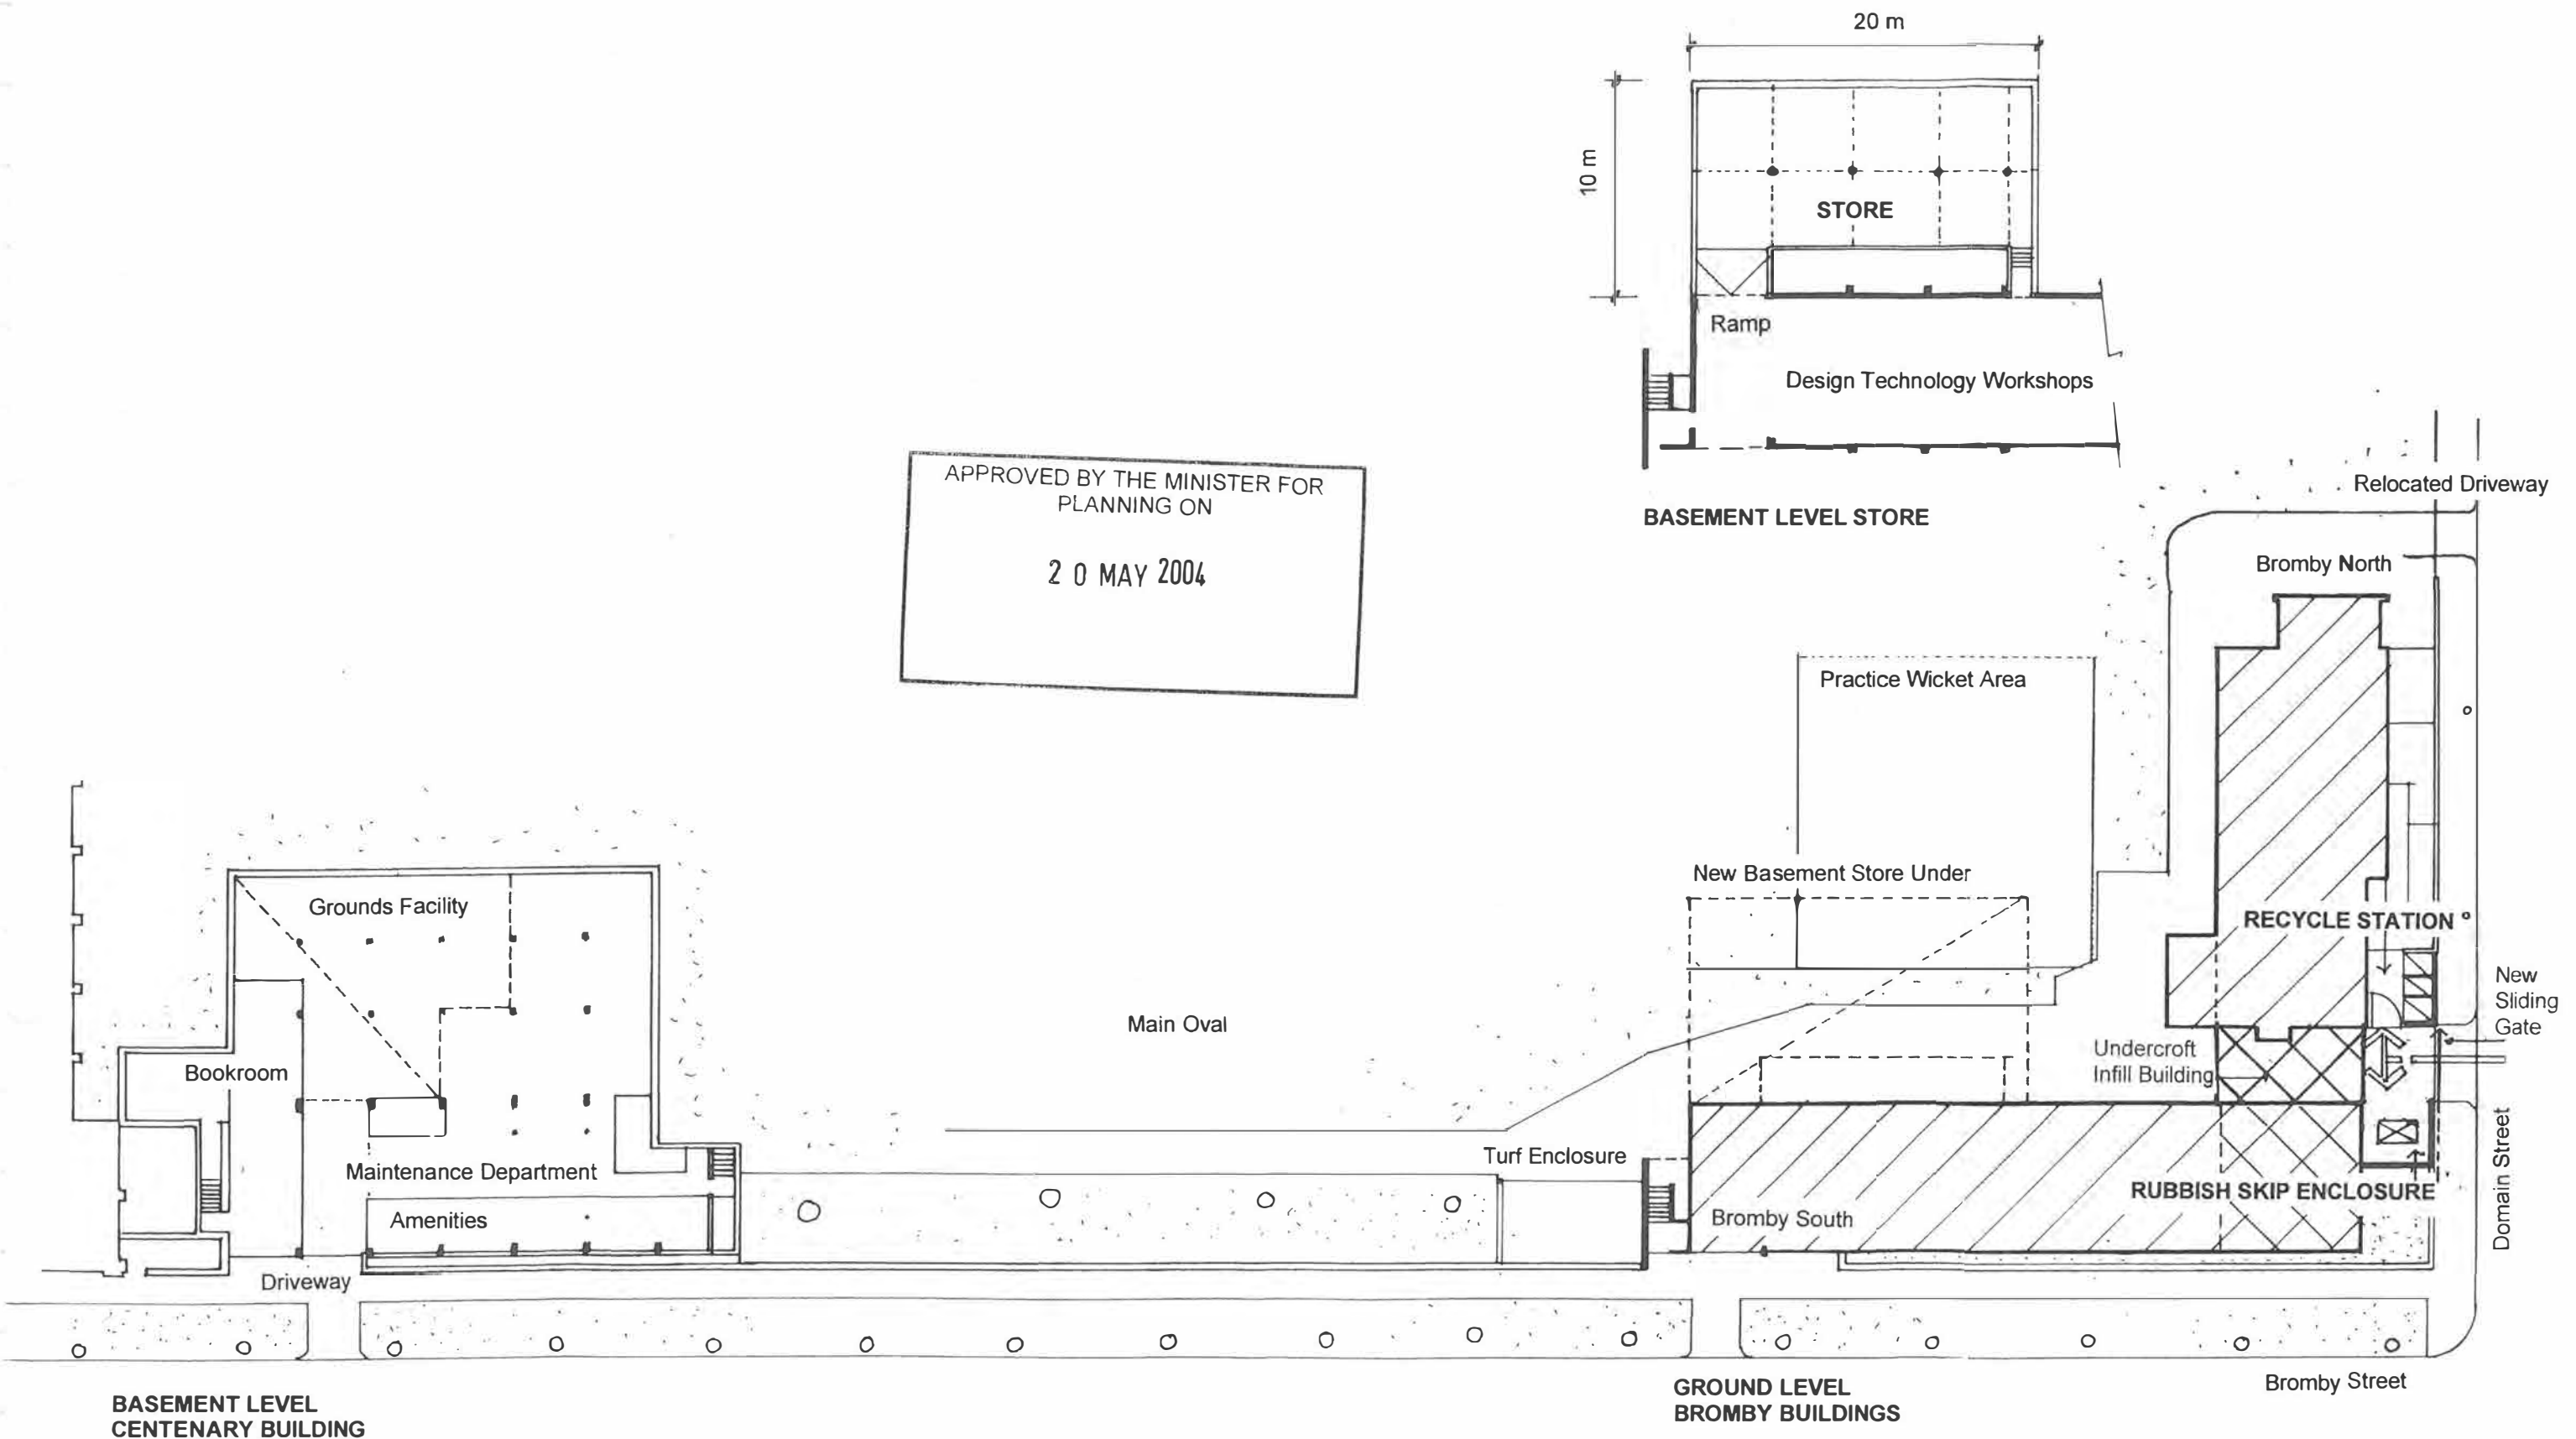 20 m
10 m
STORE
Ramp
Design Technology Workshops
BASEMENT LEVEL STORE
APPROVED BY THE MINISTER FOR
PLANNING ON
2 0 MAY 2004
Relocated Driveway
Bromby North
Practice Wicket Area
New Basement Store Under
RECYCLE STATION
New
Sliding
Gate
Undercroft
Infill Building
Grounds Facility
Main Oval
Bookroom
Turf Enclosure
Maintenance Department
Amenities
Bromby South
RUBBISH SKIP ENCLOSURE
Domain Street
Driveway
Bromby Street
BASEMENT LEVEL
CENTENARY BUILDING
GROUND LEVEL
BROMBY BUILDINGS